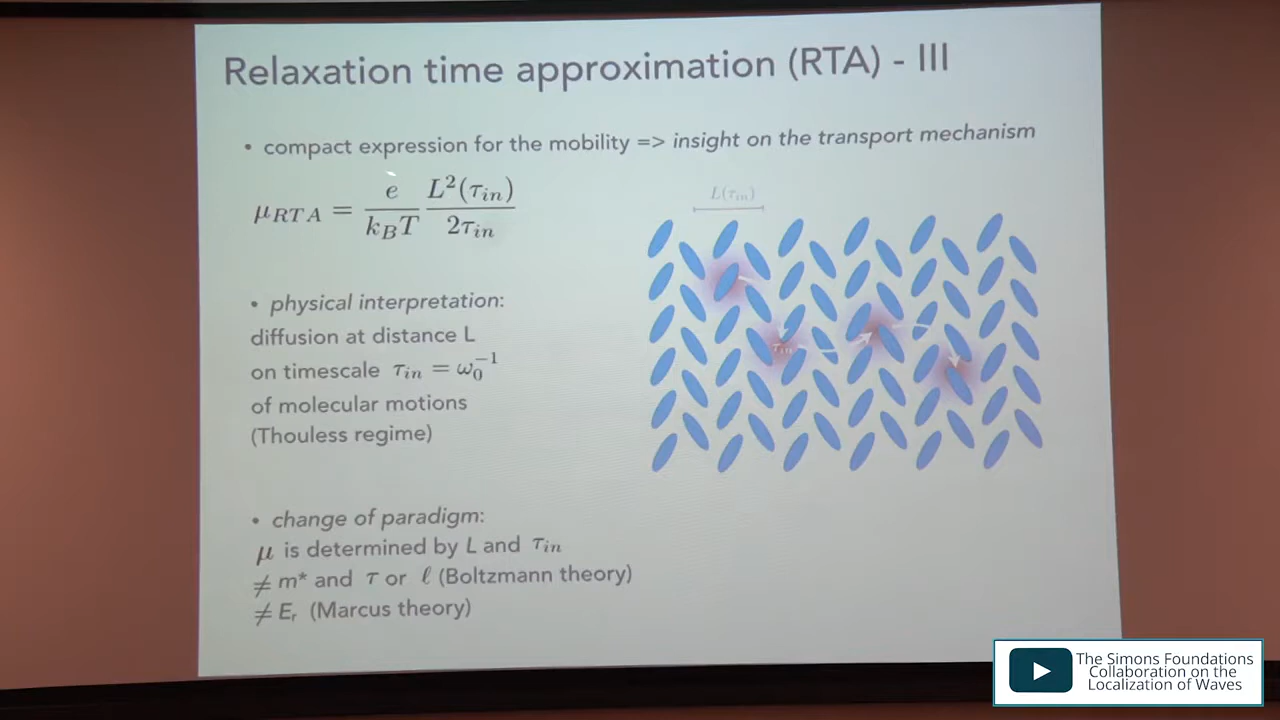 Relaxation time approximation (RTA) - III
• compact expression for the mobility => insight on the transport mechanism
μ_RTA = e/(k_B T) L²(τ_in)/(2τ_in)
L(τ_in)
• physical interpretation:
diffusion at distance L
on timescale τ_in = ω₀⁻¹
of molecular motions
(Thouless regime)
τ_in
• change of paradigm:
μ is determined by L and τ_in
≠ m* and τ or ℓ (Boltzmann theory)
≠ E_r (Marcus theory)
The Simons Foundations
Collaboration on the
Localization of Waves